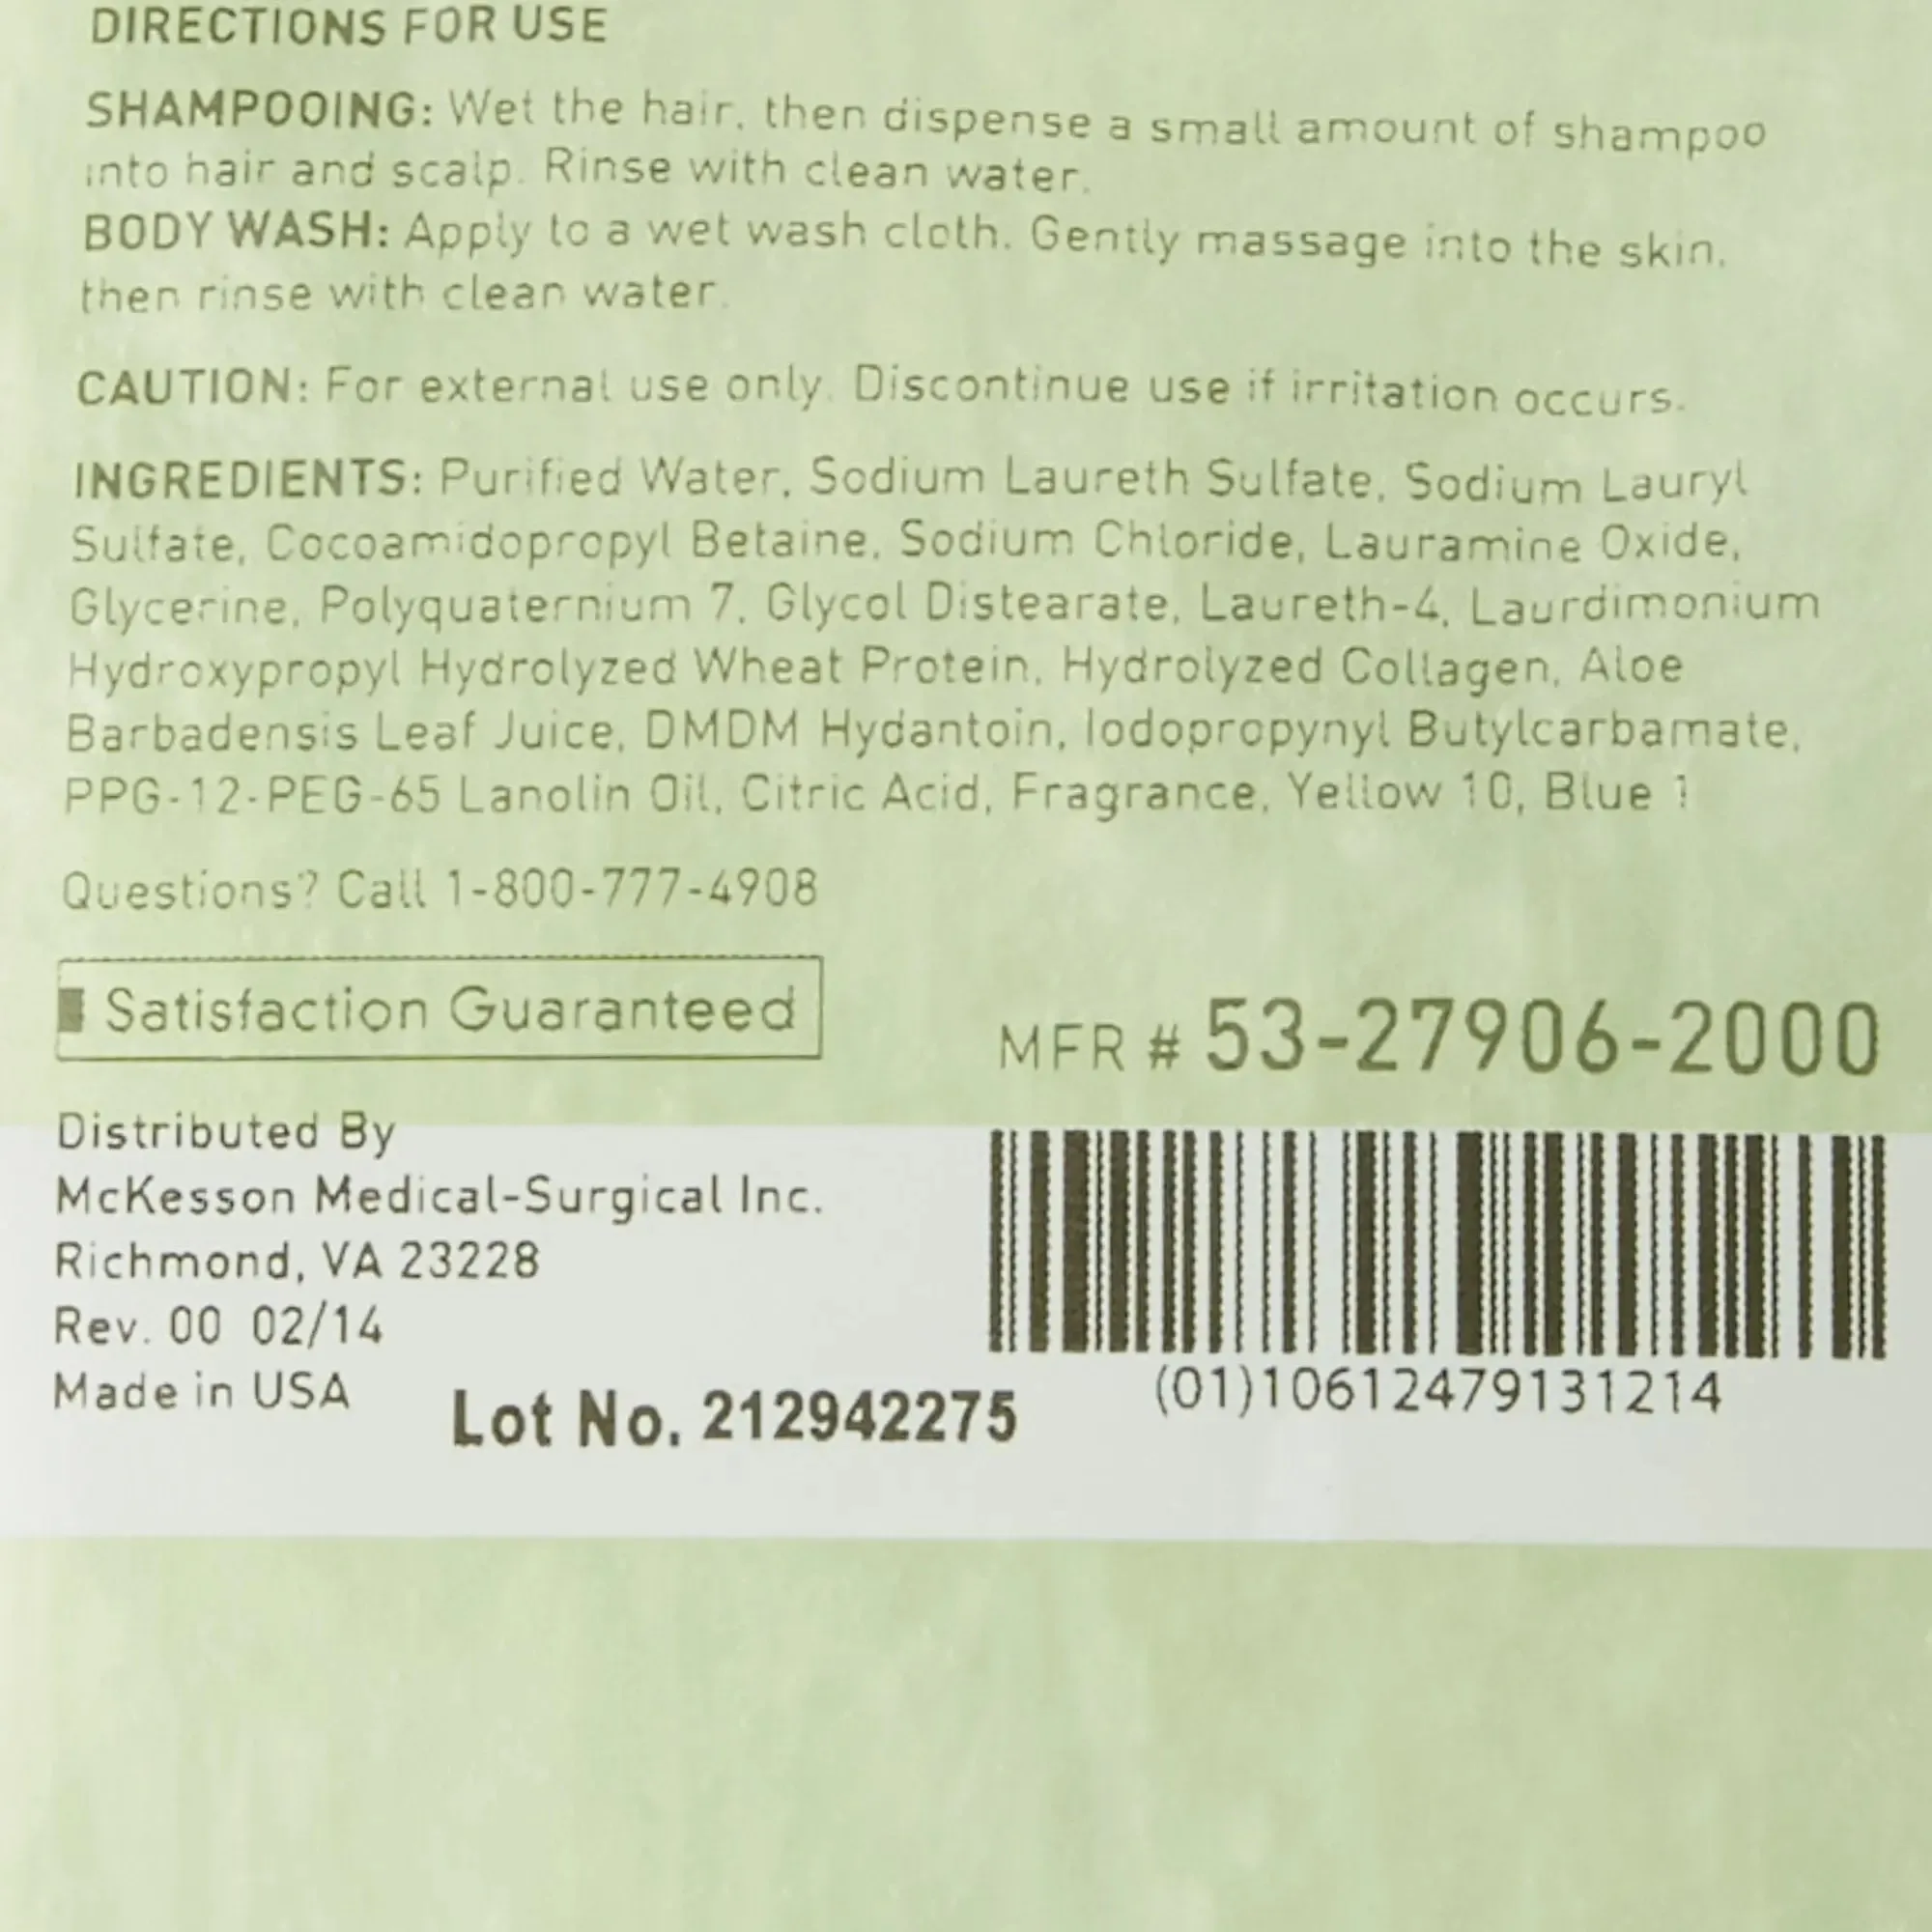 DIRECTIONS FOR USE
SHAMPOOING: Wet the hair, then dispense a small amount of shampoo
into hair and scalp. Rinse with clean water.
BODY WASH: Apply to a wet wash cloth. Gently massage into the skin,
then rinse with clean water.
CAUTION: For external use only. Discontinue use if irritation occurs.
INGREDIENTS: Purified Water, Sodium Laureth Sulfate, Sodium Lauryl
Sulfate, Cocoamidopropyl Betaine, Sodium Chloride, Lauramine Oxide,
Glycerine, Polyquaternium 7, Glycol Distearate, Laureth-4, Laurdimonium
Hydroxypropyl Hydrolyzed Wheat Protein, Hydrolyzed Collagen, Aloe
Barbadensis Leaf Juice, DMDM Hydantoin, Iodopropynyl Butylcarbamate,
PPG-12-PEG-65 Lanolin Oil, Citric Acid, Fragrance, Yellow 10, Blue 1
Questions? Call 1-800-777-4908
Satisfaction Guaranteed
MFR # 53-27906-2000
Distributed By
McKesson Medical-Surgical Inc.
Richmond, VA 23228
Rev. 00 02/14
Made in USA
Lot No. 212942275
(01)10612479131214